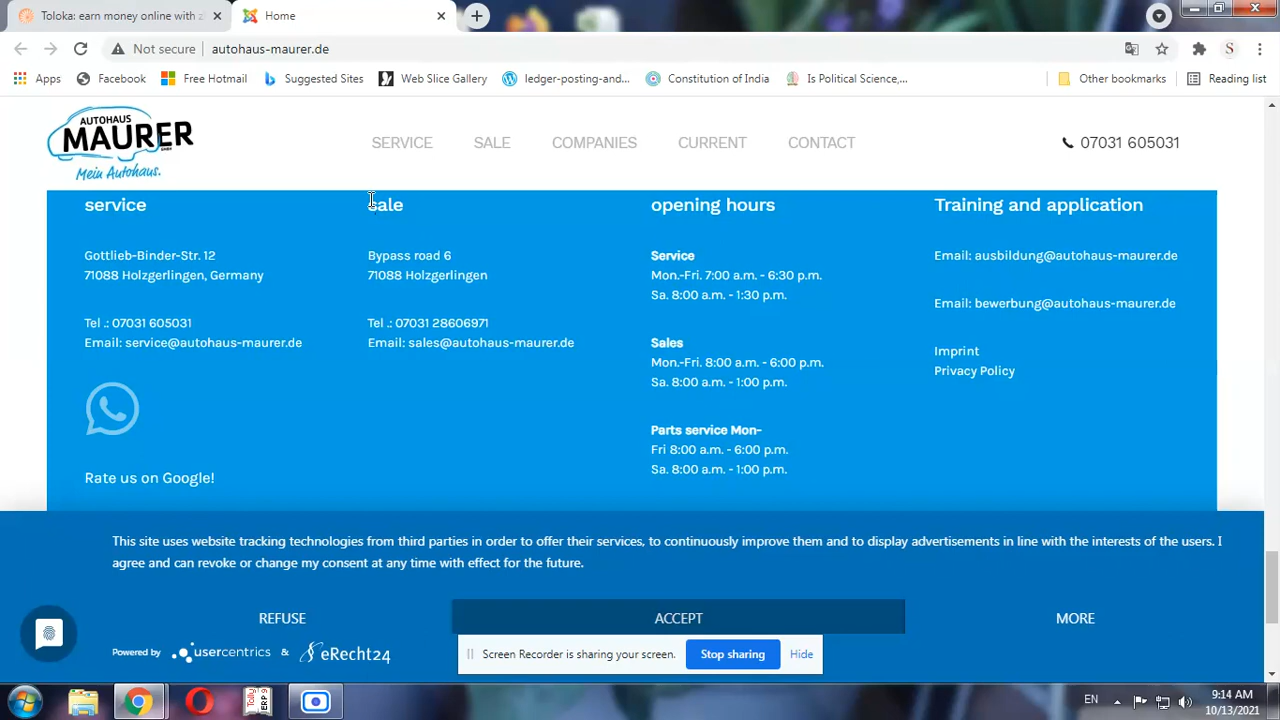 Toloka: earn money online with z
Home
Not secure
autohaus-maurer.de
Apps
Facebook
Free Hotmail
Suggested Sites
Web Slice Gallery
ledger-posting-and...
Constitution of India
Is Political Science,...
Other bookmarks
Reading list
AUTOHAUS
MAURER
Mein Autohaus.
SERVICE
SALE
COMPANIES
CURRENT
CONTACT
07031 605031
service
Gottlieb-Binder-Str. 12
71088 Holzgerlingen, Germany
Tel .: 07031 605031
Email: service@autohaus-maurer.de
Rate us on Google!
sale
Bypass road 6
71088 Holzgerlingen
Tel .: 07031 28606971
Email: sales@autohaus-maurer.de
opening hours
Service
Mon.-Fri. 7:00 a.m. - 6:30 p.m.
Sa. 8:00 a.m. - 1:30 p.m.
Sales
Mon.-Fri. 8:00 a.m. - 6:00 p.m.
Sa. 8:00 a.m. - 1:00 p.m.
Parts service Mon-
Fri 8:00 a.m. - 6:00 p.m.
Sa. 8:00 a.m. - 1:00 p.m.
Training and application
Email: ausbildung@autohaus-maurer.de
Email: bewerbung@autohaus-maurer.de
Imprint
Privacy Policy
This site uses website tracking technologies from third parties in order to offer their services, to continuously improve them and to display advertisements in line with the interests of the users. I
agree and can revoke or change my consent at any time with effect for the future.
REFUSE
ACCEPT
MORE
Powered by
usercentrics
&
eRecht24
Screen Recorder is sharing your screen.
Stop sharing
Hide
EN
9:14 AM
10/13/2021